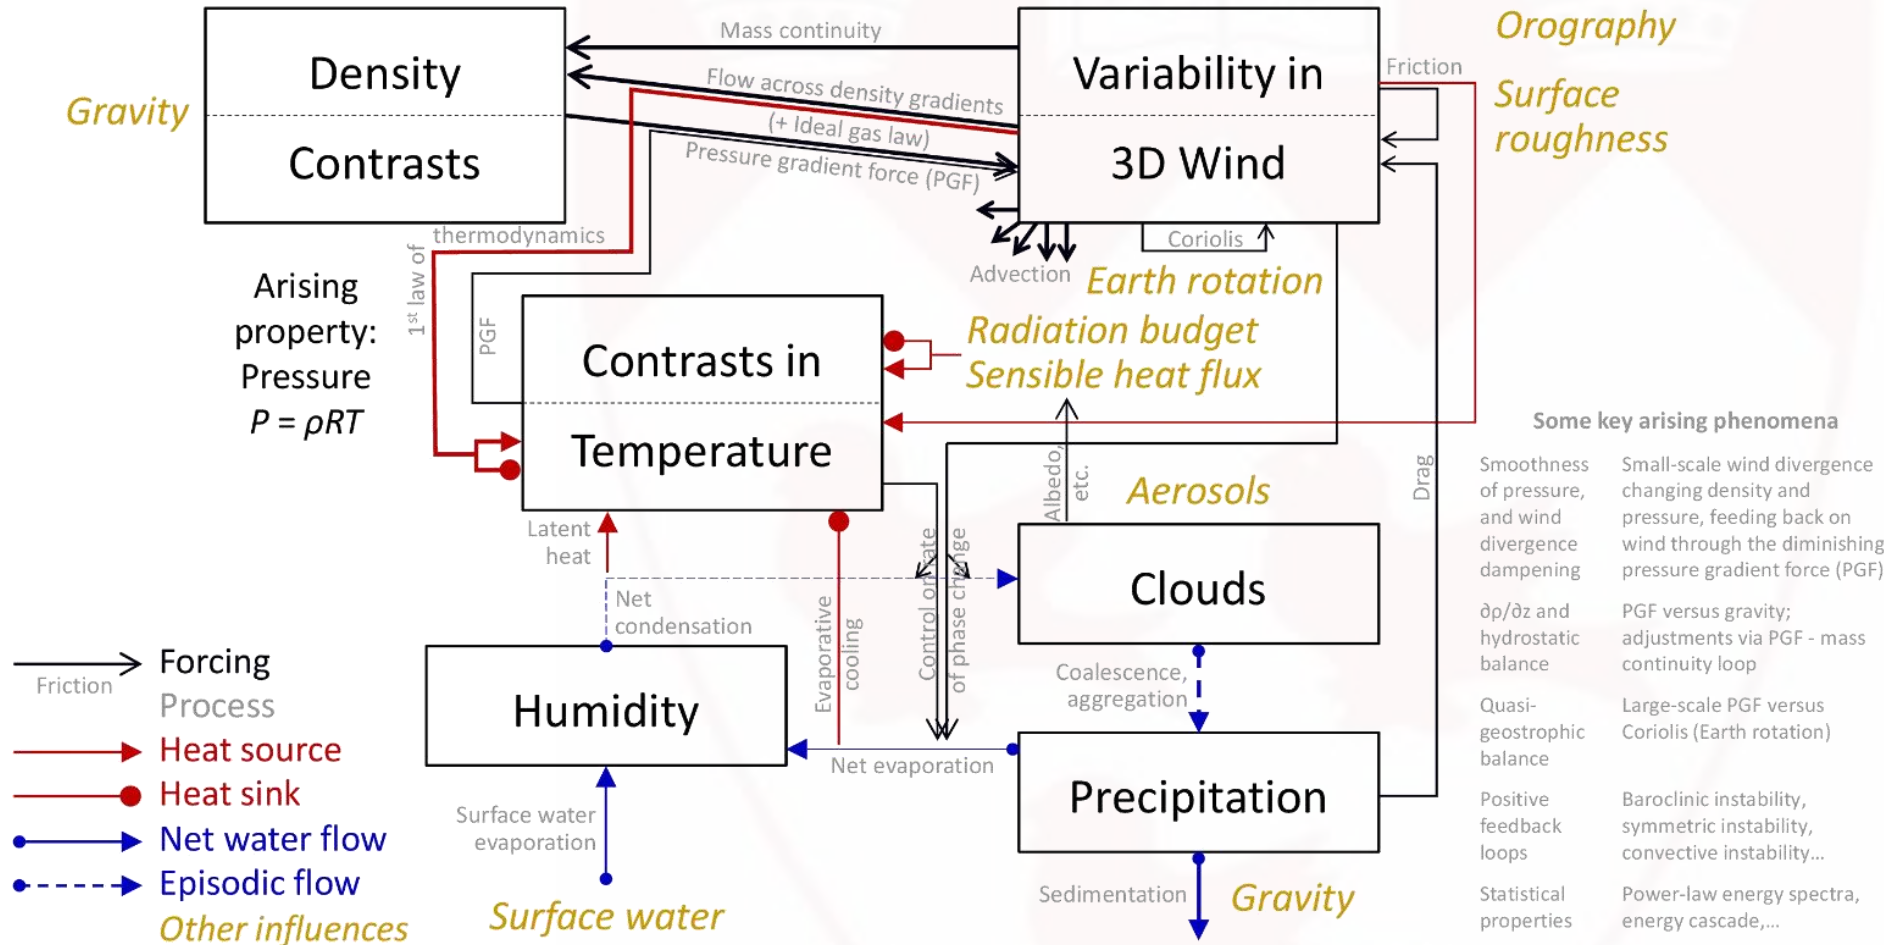 Mass continuity
Orography
Density
Contrasts
Gravity
Flow across density gradients
(+ Ideal gas law)
Pressure gradient force (PGF)
Variability in
3D Wind
Friction
Surface
roughness
thermodynamics
1st law of
Coriolis
Advection
Earth rotation
Arising
property:
Pressure
P = ρRT
PGF
Contrasts in
Temperature
Radiation budget
Sensible heat flux
Albedo,
etc.
Aerosols
Drag
Latent
heat
Net
condensation
Evaporative
cooling
Control on rate
of phase change
Clouds
Coalescence,
aggregation
Humidity
Net evaporation
Precipitation
Surface water
evaporation
Surface water
Sedimentation
Gravity
Forcing
Friction
Process
Heat source
Heat sink
Net water flow
Episodic flow
Other influences
Some key arising phenomena
Smoothness
of pressure,
and wind
divergence
dampening
Small-scale wind divergence
changing density and
pressure, feeding back on
wind through the diminishing
pressure gradient force (PGF)
∂p/∂z and
hydrostatic
balance
PGF versus gravity;
adjustments via PGF - mass
continuity loop
Quasi-
geostrophic
balance
Large-scale PGF versus
Coriolis (Earth rotation)
Positive
feedback
loops
Baroclinic instability,
symmetric instability,
convective instability…
Statistical
properties
Power-law energy spectra,
energy cascade,…